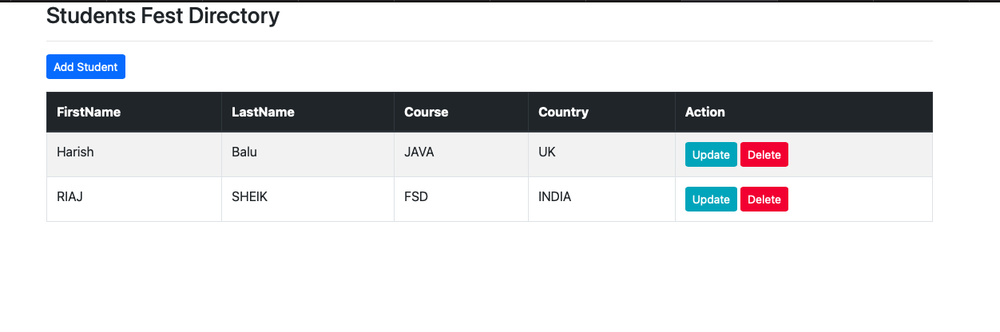 Students Fest Directory
Add Student
FirstName LastName Course Country Action
Harish Balu JAVA UK Update Delete
RIAJ SHEIK FSD INDIA Update Delete